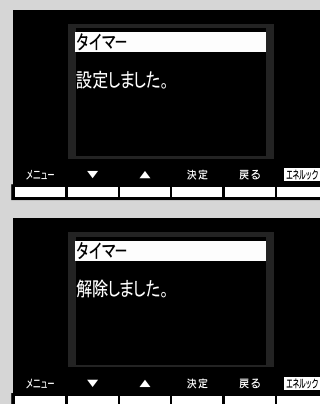 タイマー
設定しました。
メニュー ▼ ▲ 決定 戻る エネルック
タイマー
解除しました。
メニュー ▼ ▲ 決定 戻る エネルック